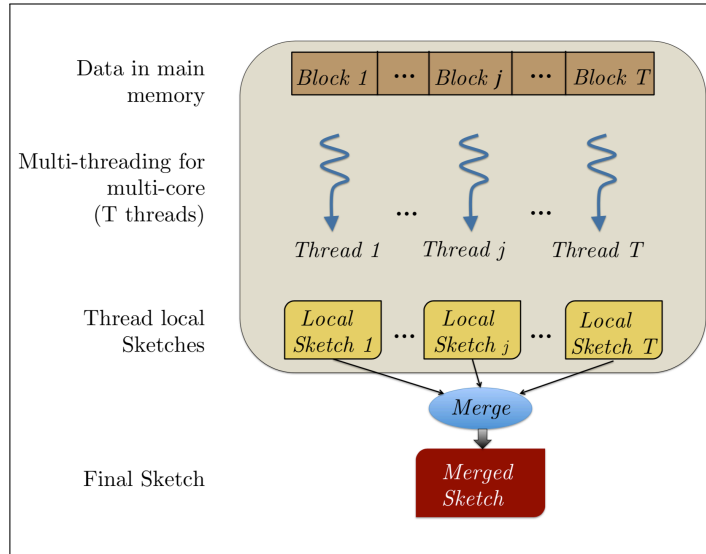 Data in main
memory
Block 1 ... Block j ... Block T
Multi-threading for
multi-core
(T threads)
... ...
Thread 1 Thread j Thread T
Thread local
Sketches
Local ... Local ... Local
Sketch 1 Sketch j Sketch T
Merge
Final Sketch
Merged
Sketch